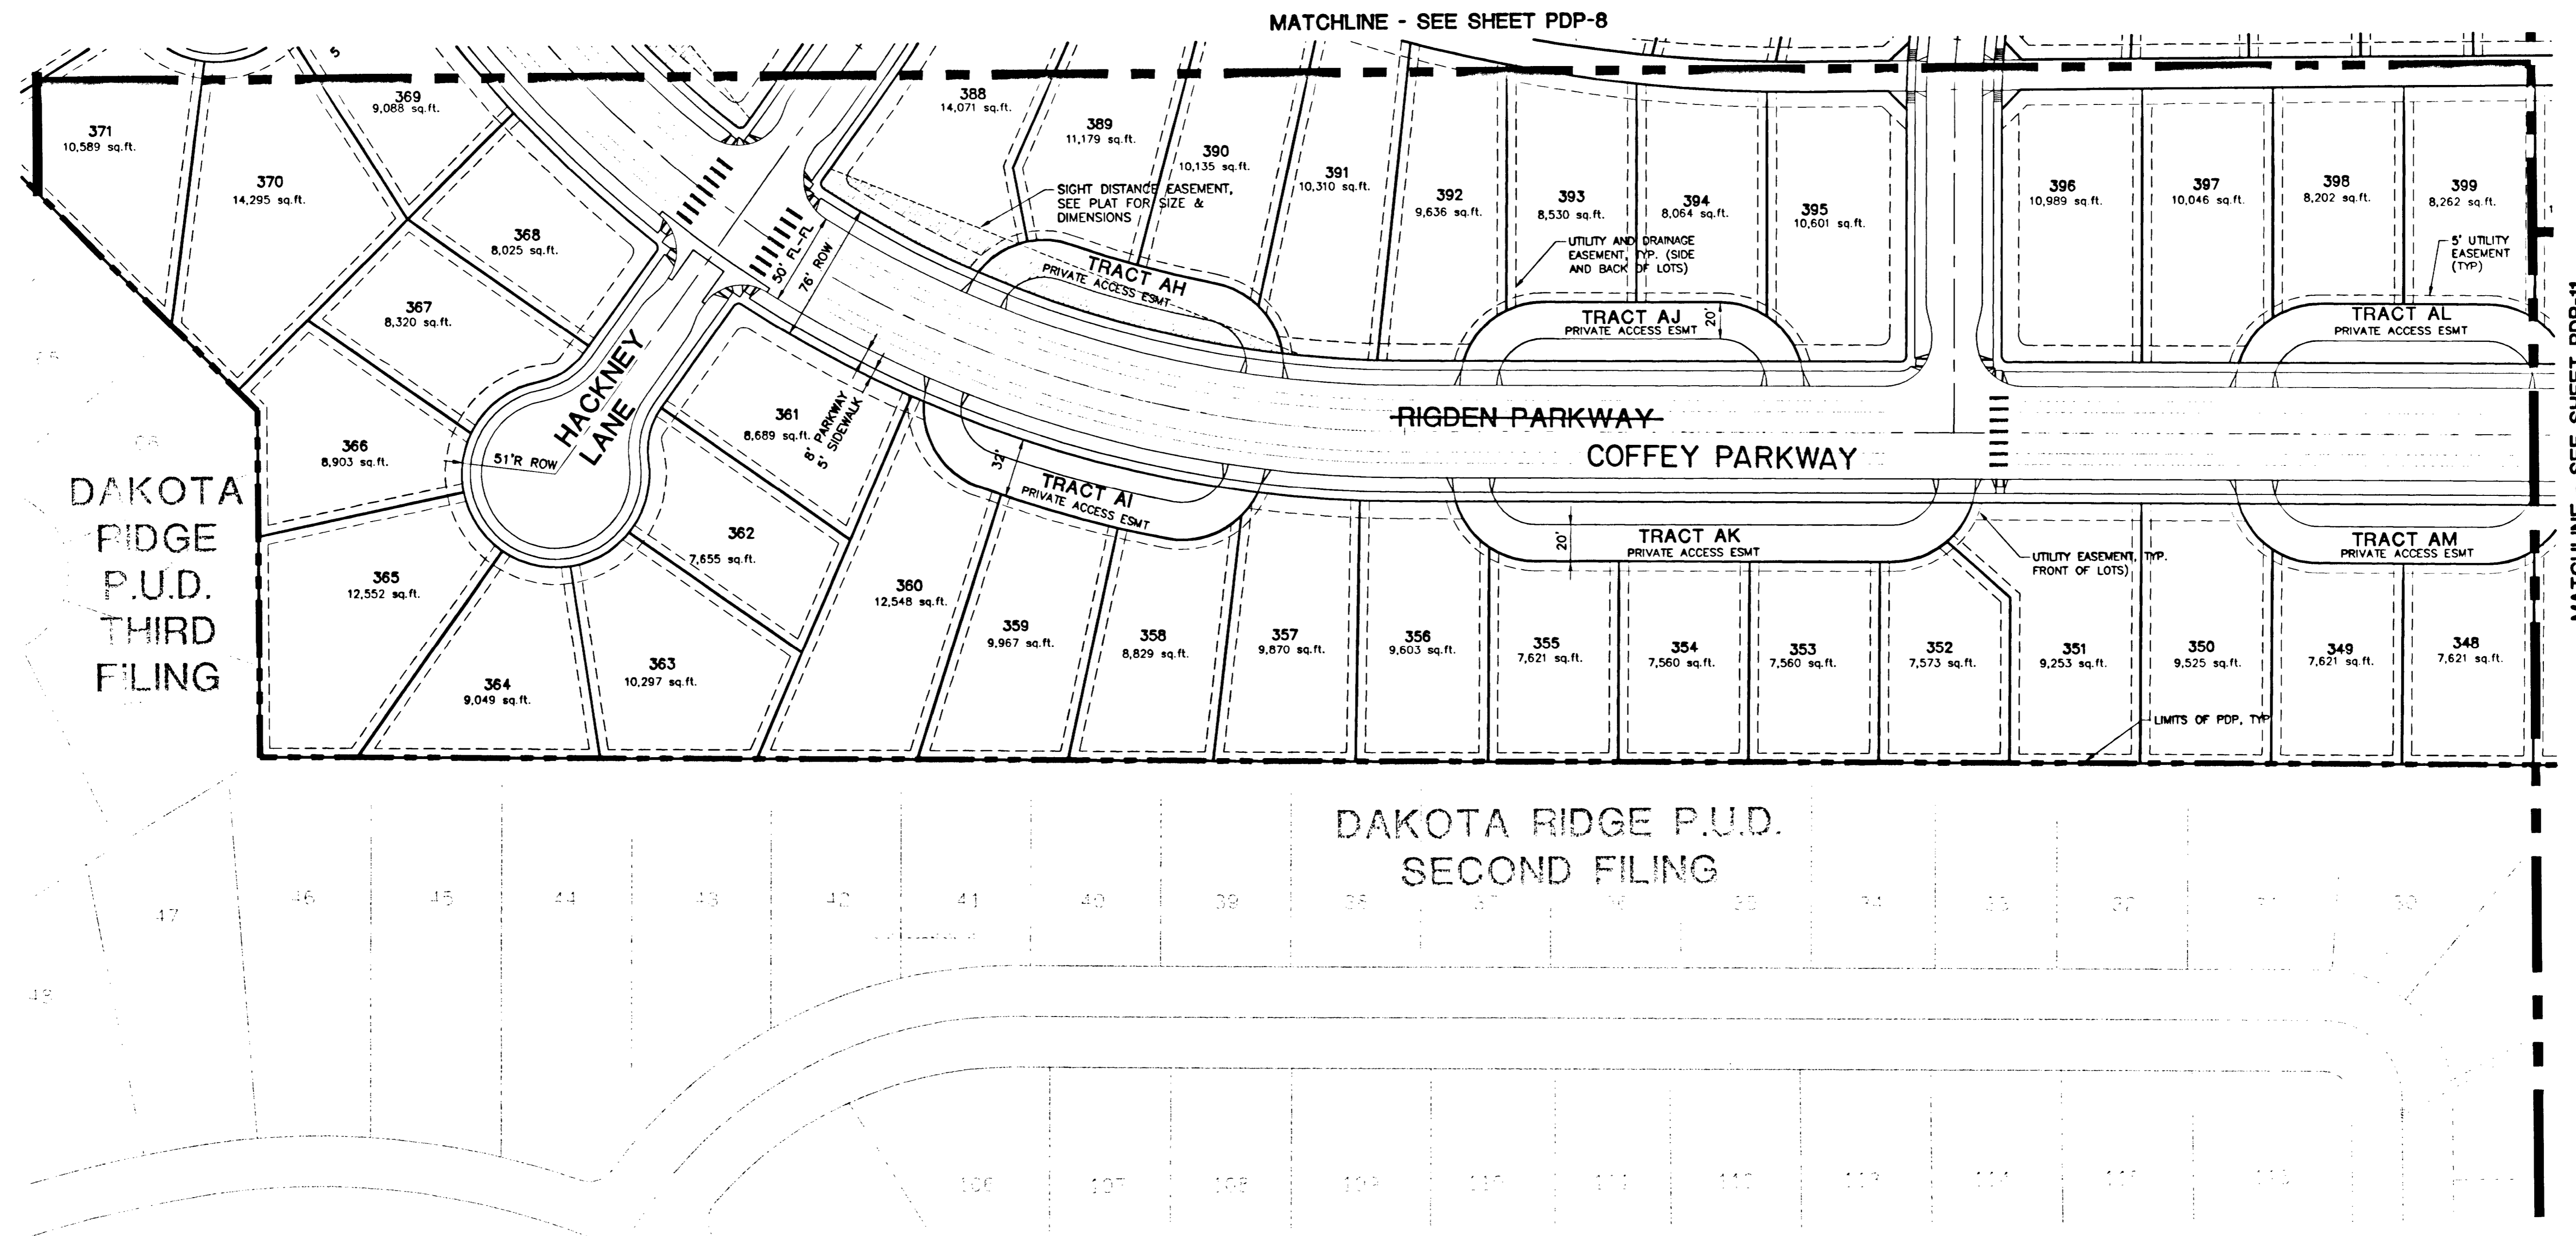 MATCHLINE - SEE SHEET PDP-8
371
10,589 sq.ft.
370
14,295 sq.ft.
369
9,088 sq.ft.
368
8,025 sq.ft.
367
8,320 sq.ft.
366
8,903 sq.ft.
365
12,552 sq.ft.
364
9,049 sq.ft.
363
10,297 sq.ft.
362
7,655 sq.ft.
361
8,689 sq.ft.
8' PARKWAY
5' SIDEWALK
HACKNEY
LANE
51'R ROW
50' FL-FL
76' ROW
388
14,071 sq.ft.
389
11,179 sq.ft.
390
10,135 sq.ft.
391
10,310 sq.ft.
392
9,636 sq.ft.
393
8,530 sq.ft.
394
8,064 sq.ft.
395
10,601 sq.ft.
396
10,989 sq.ft.
397
10,046 sq.ft.
398
8,202 sq.ft.
399
8,262 sq.ft.
SIGHT DISTANCE EASEMENT,
SEE PLAT FOR SIZE &
DIMENSIONS
UTILITY AND DRAINAGE
EASEMENT, TYP. (SIDE
AND BACK OF LOTS)
5' UTILITY
EASEMENT
(TYP)
TRACT AH
PRIVATE ACCESS ESMT
TRACT AJ
PRIVATE ACCESS ESMT
20'
TRACT AL
PRIVATE ACCESS ESMT
RIGDEN PARKWAY
COFFEY PARKWAY
32'
TRACT AI
PRIVATE ACCESS ESMT
20'
TRACT AK
PRIVATE ACCESS ESMT
TRACT AM
PRIVATE ACCESS ESMT
UTILITY EASEMENT, TYP.
FRONT OF LOTS)
360
12,548 sq.ft.
359
9,967 sq.ft.
358
8,829 sq.ft.
357
9,870 sq.ft.
356
9,603 sq.ft.
355
7,621 sq.ft.
354
7,560 sq.ft.
353
7,560 sq.ft.
352
7,573 sq.ft.
351
9,253 sq.ft.
350
9,525 sq.ft.
349
7,621 sq.ft.
348
7,621 sq.ft.
LIMITS OF PDP, TYP
MATCHLINE - SEE SHEET PDP-11
DAKOTA
RIDGE
P.U.D.
THIRD
FILING
DAKOTA RIDGE P.U.D.
SECOND FILING
47
46
45
44
43
42
41
40
39
34
33
106
107
108
109
110